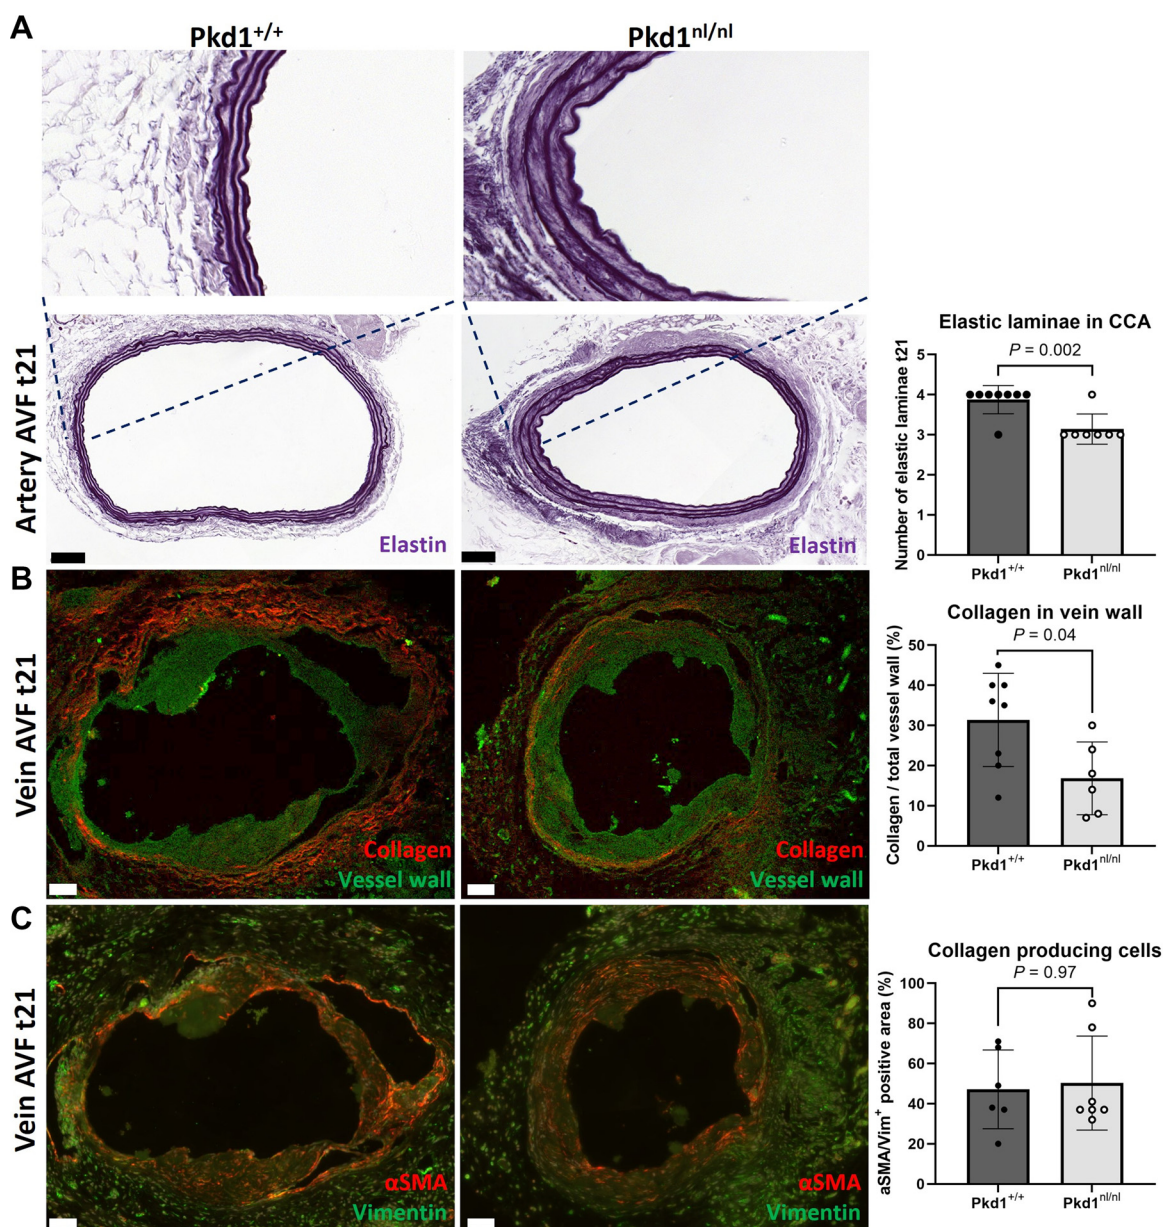 A
Pkd1+/+
Pkd1nl/nl
Artery AVF t21
Elastin
Elastin
Elastic laminae in CCA
P = 0.002
Number of elastic laminae t21
5
4
3
2
1
0
Pkd1+/+
Pkd1nl/nl
B
Vein AVF t21
Collagen
Vessel wall
Collagen
Vessel wall
Collagen in vein wall
P = 0.04
Collagen / total vessel wall (%)
50
40
30
20
10
0
Pkd1+/+
Pkd1nl/nl
C
Vein AVF t21
αSMA
Vimentin
αSMA
Vimentin
Collagen producing cells
P = 0.97
aSMA/Vim+ positive area (%)
100
80
60
40
20
0
Pkd1+/+
Pkd1nl/nl